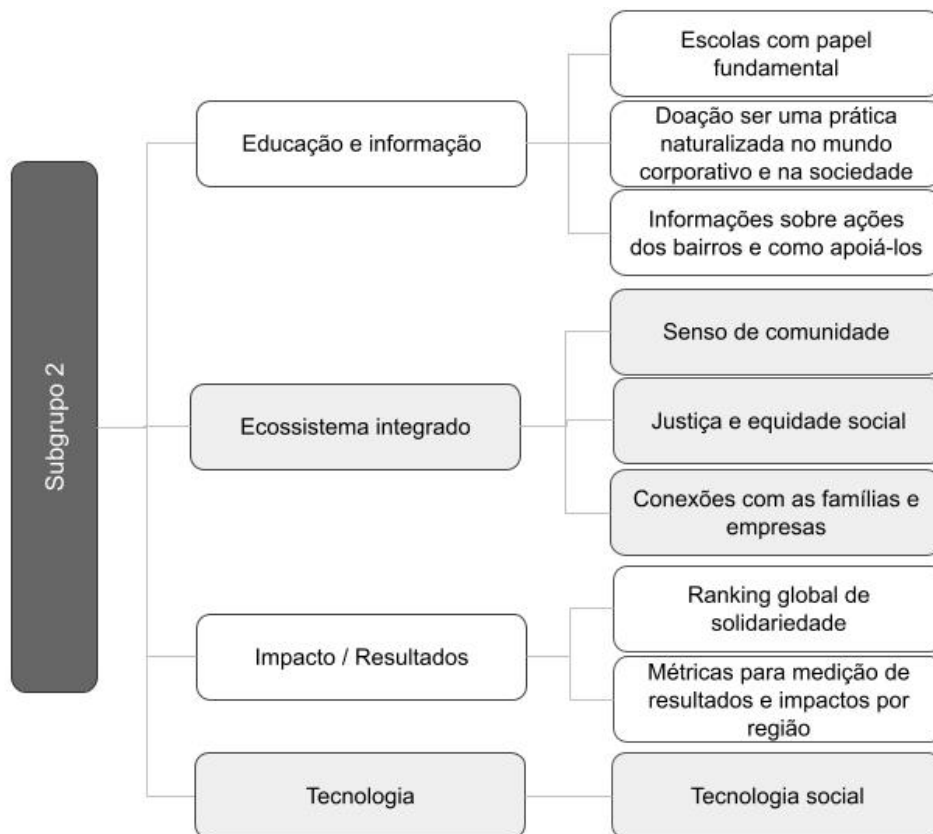 Subgrupo 2
Educação e informação
Escolas com papel
fundamental
Doação ser uma prática
naturalizada no mundo
corporativo e na sociedade
Informações sobre ações
dos bairros e como apoiá-los
Ecossistema integrado
Senso de comunidade
Justiça e equidade social
Conexões com as famílias e
empresas
Impacto / Resultados
Ranking global de
solidariedade
Métricas para medição de
resultados e impactos por
região
Tecnologia
Tecnologia social